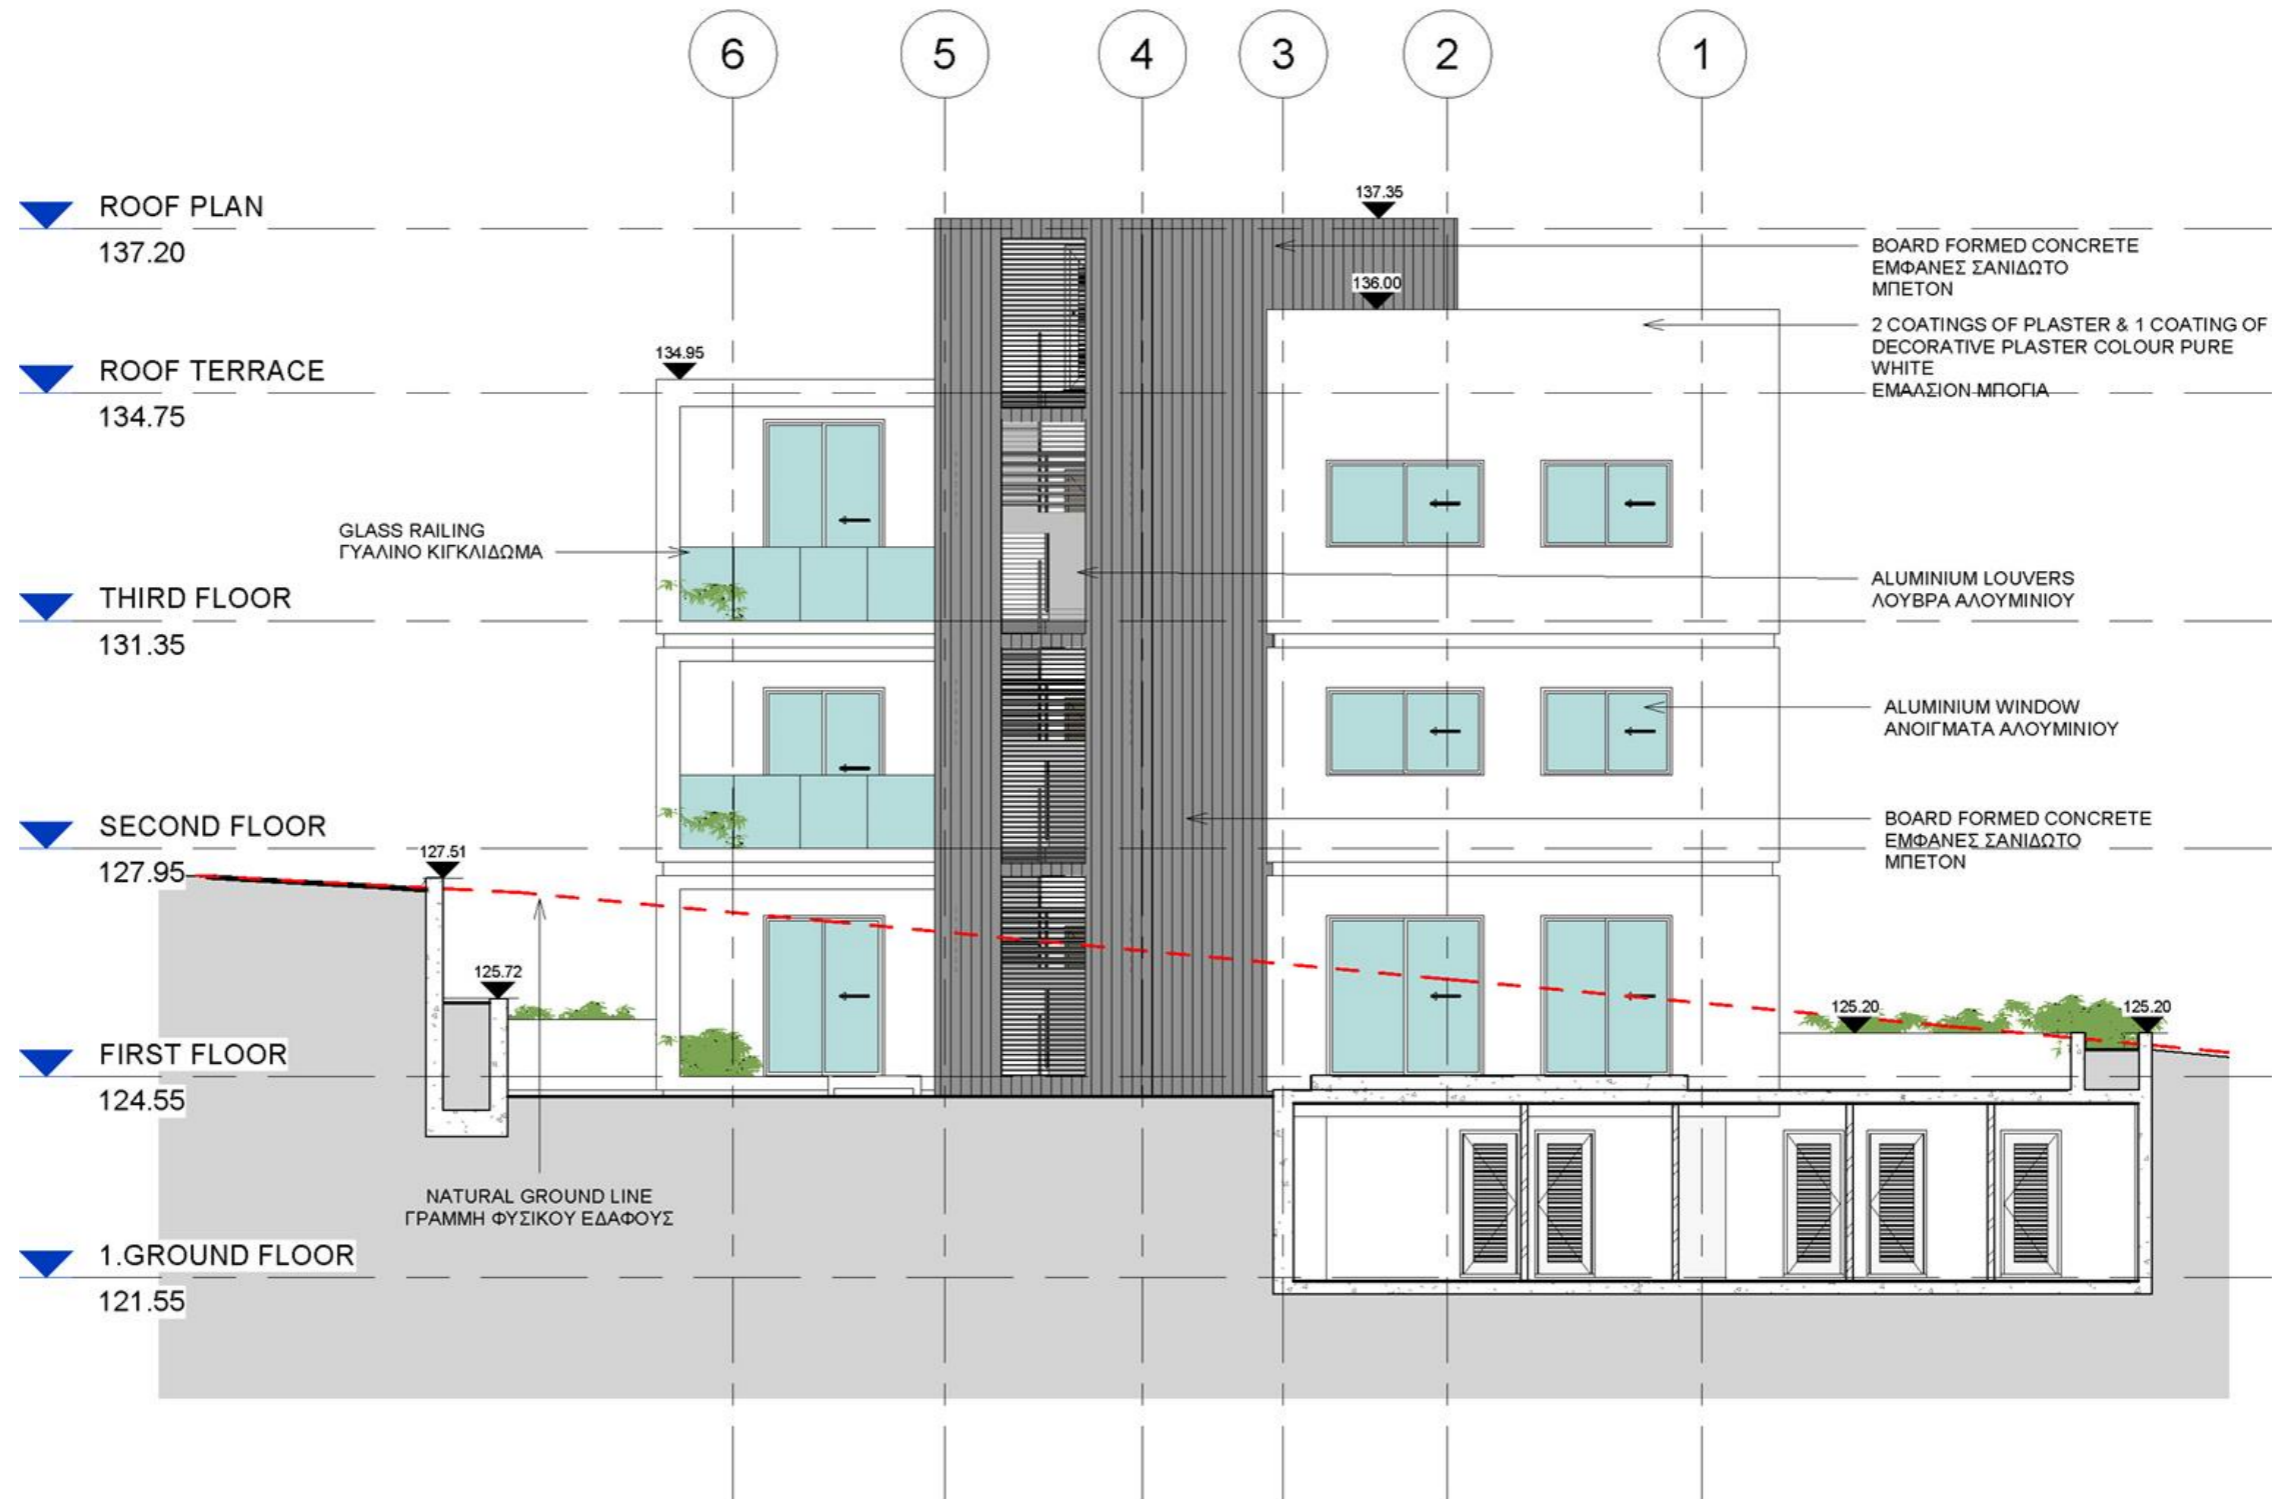 6 5 4 3 2 1
137.35
ROOF PLAN
137.20
BOARD FORMED CONCRETE
ΕΜΦΑΝΕΣ ΣΑΝΙΔΩΤΟ
ΜΠΕΤΟΝ
136.00
2 COATINGS OF PLASTER & 1 COATING OF
DECORATIVE PLASTER COLOUR PURE
WHITE
ΕΜΑΛΣΙΟΝ ΜΠΟΓΙΑ
134.95
ROOF TERRACE
134.75
GLASS RAILING
ΓΥΑΛΙΝΟ ΚΙΓΚΛΙΔΩΜΑ
ALUMINIUM LOUVERS
ΛΟΥΒΡΑ ΑΛΟΥΜΙΝΙΟΥ
THIRD FLOOR
131.35
ALUMINIUM WINDOW
ΑΝΟΙΓΜΑΤΑ ΑΛΟΥΜΙΝΙΟΥ
BOARD FORMED CONCRETE
ΕΜΦΑΝΕΣ ΣΑΝΙΔΩΤΟ
ΜΠΕΤΟΝ
SECOND FLOOR
127.95
127.51
125.72
125.20
125.20
FIRST FLOOR
124.55
NATURAL GROUND LINE
ΓΡΑΜΜΗ ΦΥΣΙΚΟΥ ΕΔΑΦΟΥΣ
1.GROUND FLOOR
121.55